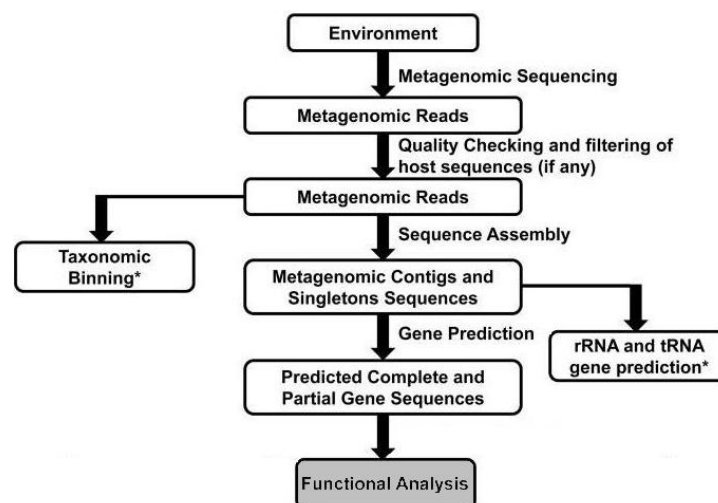 Environment
Metagenomic Sequencing
Metagenomic Reads
Quality Checking and filtering of
host sequences (if any)
Metagenomic Reads
Sequence Assembly
Taxonomic
Binning*
Metagenomic Contigs and
Singletons Sequences
Gene Prediction
rRNA and tRNA
gene prediction*
Predicted Complete and
Partial Gene Sequences
Functional Analysis